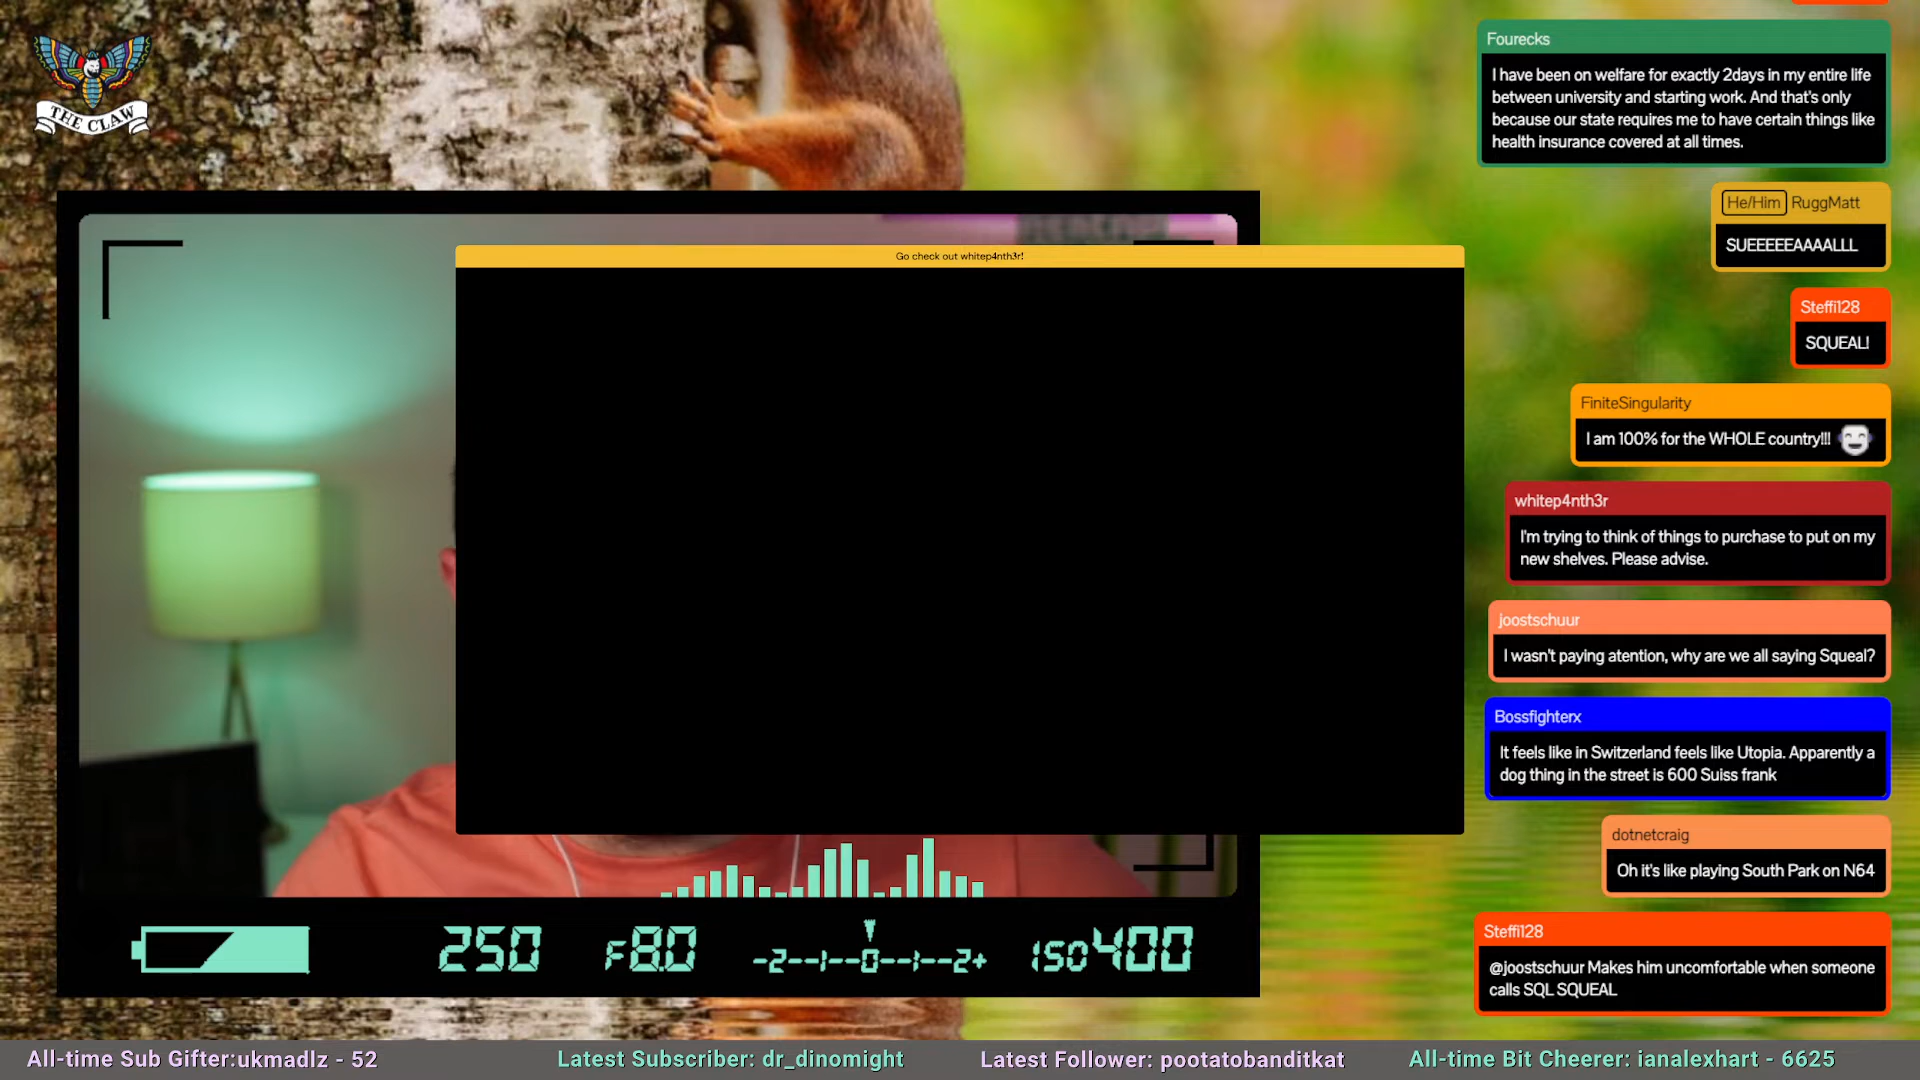 THE CLAW
Go check out whitep4nth3r!
Fourecks
I have been on welfare for exactly 2days in my entire life
between university and starting work. And that's only
because our state requires me to have certain things like
health insurance covered at all times.
He/Him RuggMatt
SUEEEEEAAAALLL
Steffi128
SQUEAL!
FiniteSingularity
I am 100% for the WHOLE country!!!
whitep4nth3r
I'm trying to think of things to purchase to put on my
new shelves. Please advise.
joostschuur
I wasn't paying atention, why are we all saying Squeal?
Bossfighterx
It feels like in Switzerland feels like Utopia. Apparently a
dog thing in the street is 600 Suiss frank
dotnetcraig
Oh it's like playing South Park on N64
Steffi128
@joostschuur Makes him uncomfortable when someone
calls SQL SQUEAL
250 F8.0 -2--1--0--1--2+ ISO400
All-time Sub Gifter:ukmadlz - 52 Latest Subscriber: dr_dinomight Latest Follower: pootatobanditkat All-time Bit Cheerer: ianalexhart - 6625